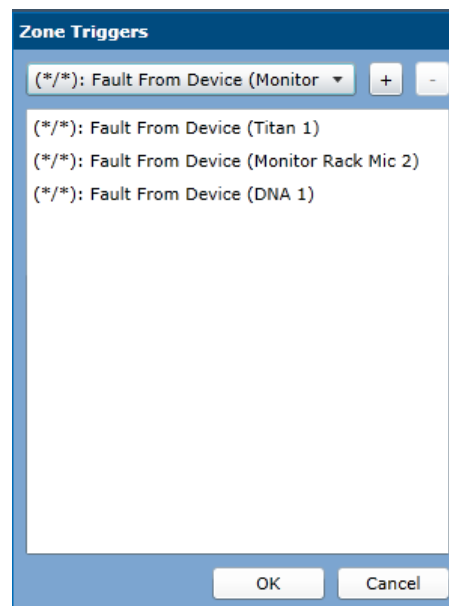 Zone Triggers
(*/*): Fault From Device (Monitor
+
-
(*/*): Fault From Device (Titan 1)
(*/*): Fault From Device (Monitor Rack Mic 2)
(*/*): Fault From Device (DNA 1)
OK
Cancel